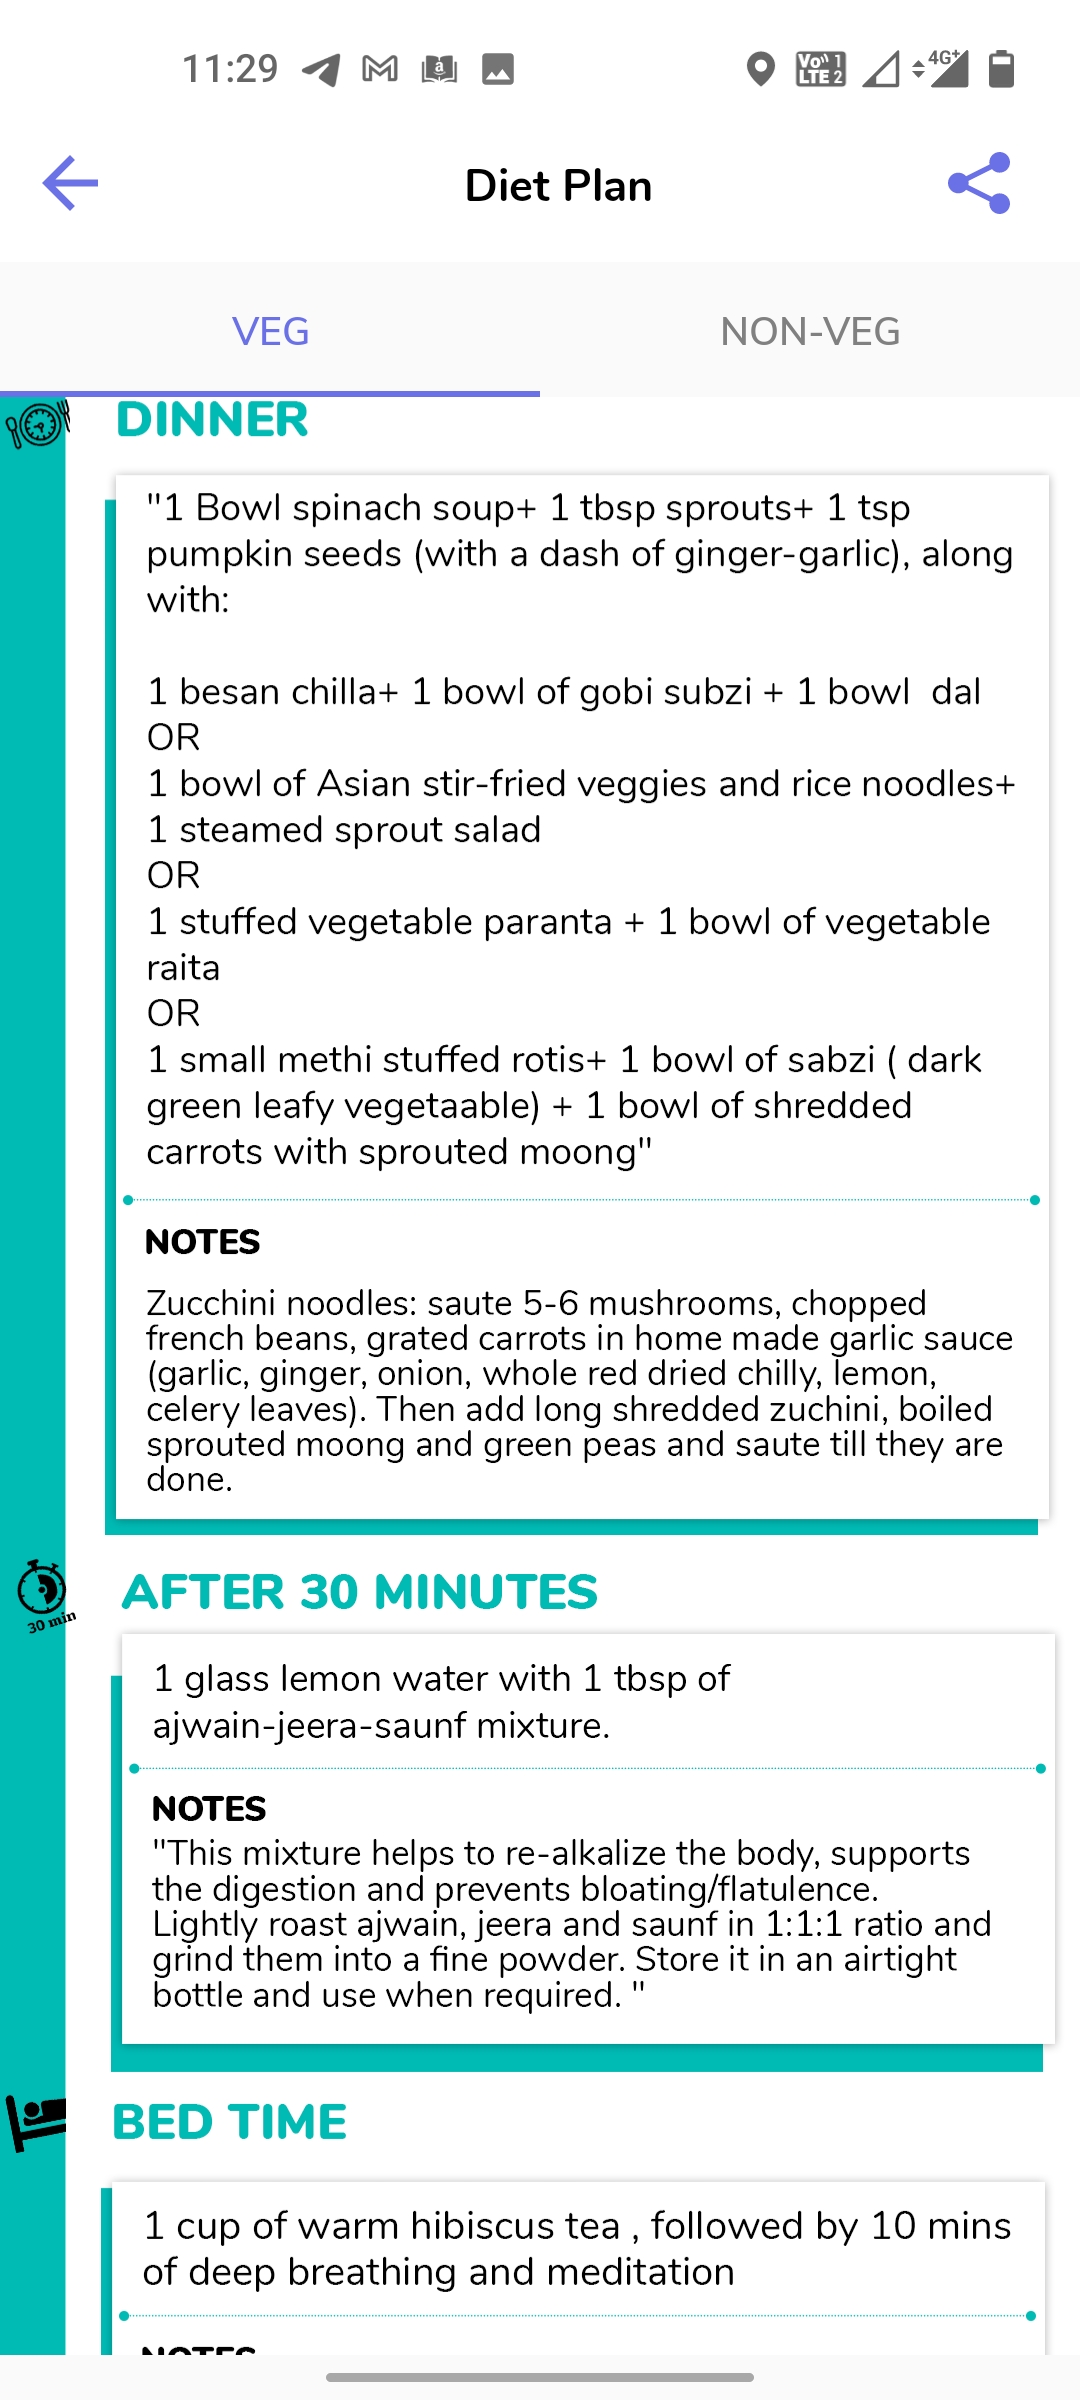 11:29
Vo)) 1
LTE 2
4G+
Diet Plan
VEG
NON-VEG
DINNER
"1 Bowl spinach soup+ 1 tbsp sprouts+ 1 tsp
pumpkin seeds (with a dash of ginger-garlic), along
with:
1 besan chilla+ 1 bowl of gobi subzi + 1 bowl  dal
OR
1 bowl of Asian stir-fried veggies and rice noodles+
1 steamed sprout salad
OR
1 stuffed vegetable paranta + 1 bowl of vegetable
raita
OR
1 small methi stuffed rotis+ 1 bowl of sabzi ( dark
green leafy vegetaable) + 1 bowl of shredded
carrots with sprouted moong"
NOTES
Zucchini noodles: saute 5-6 mushrooms, chopped
french beans, grated carrots in home made garlic sauce
(garlic, ginger, onion, whole red dried chilly, lemon,
celery leaves). Then add long shredded zuchini, boiled
sprouted moong and green peas and saute till they are
done.
30 min
AFTER 30 MINUTES
1 glass lemon water with 1 tbsp of
ajwain-jeera-saunf mixture.
NOTES
"This mixture helps to re-alkalize the body, supports
the digestion and prevents bloating/flatulence.
Lightly roast ajwain, jeera and saunf in 1:1:1 ratio and
grind them into a fine powder. Store it in an airtight
bottle and use when required. "
BED TIME
1 cup of warm hibiscus tea , followed by 10 mins
of deep breathing and meditation
NOTES